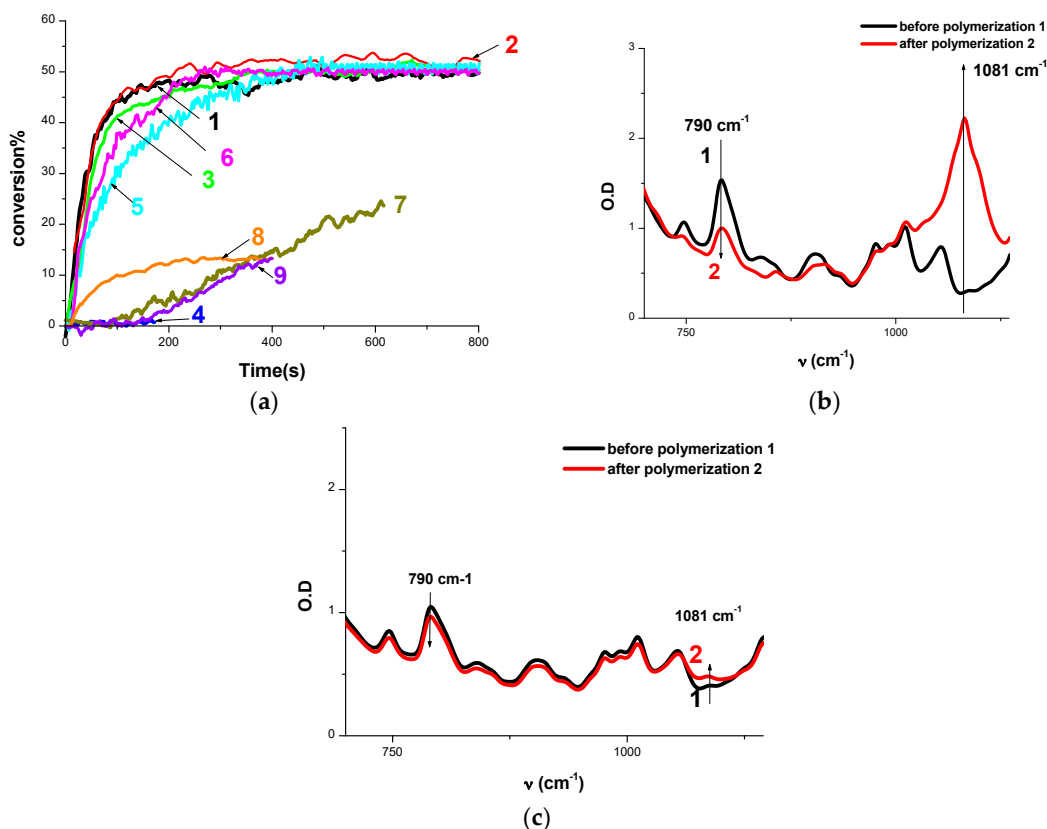 60
50
40
30
20
10
0
conversion%
0 200 400 600 800
Time(s)
1
2
3
4
5
6
7
8
9
(a)
before polymerization 1
after polymerization 2
3
2
1
0
O.D
790 cm-1
1081 cm-1
1
2
750 1000
ν (cm-1)
(b)
before polymerization 1
after polymerization 2
2
1
0
O.D
790 cm-1
1081 cm-1
2
1
750 1000
ν (cm-1)
(c)